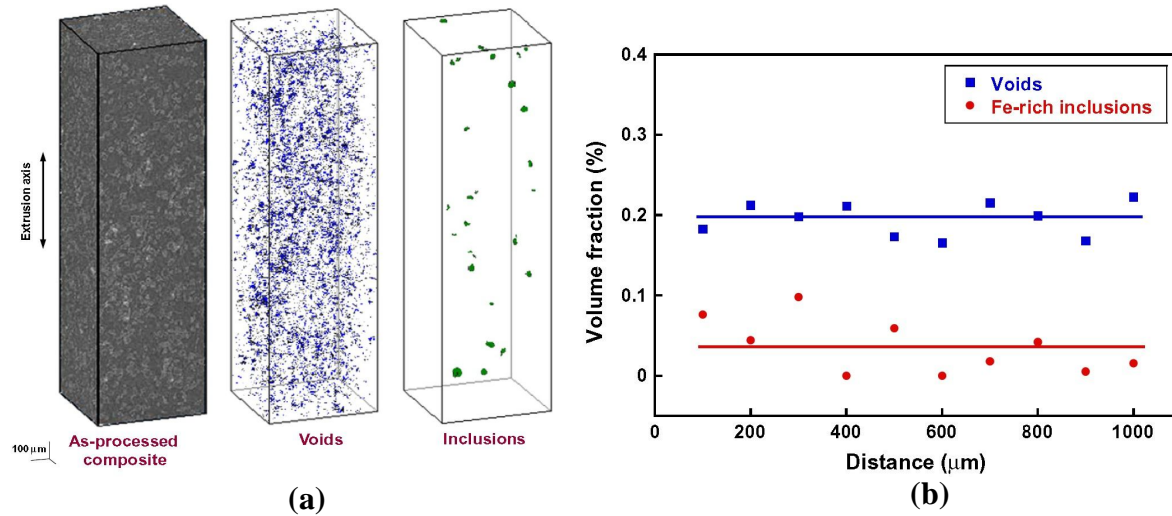 Extrusion axis
100 μm
As-processed
composite
Voids
Inclusions
(a)
0.4
0.3
0.2
0.1
0
Volume fraction (%)
Voids
Fe-rich inclusions
0
200
400
600
800
1000
Distance (μm)
(b)